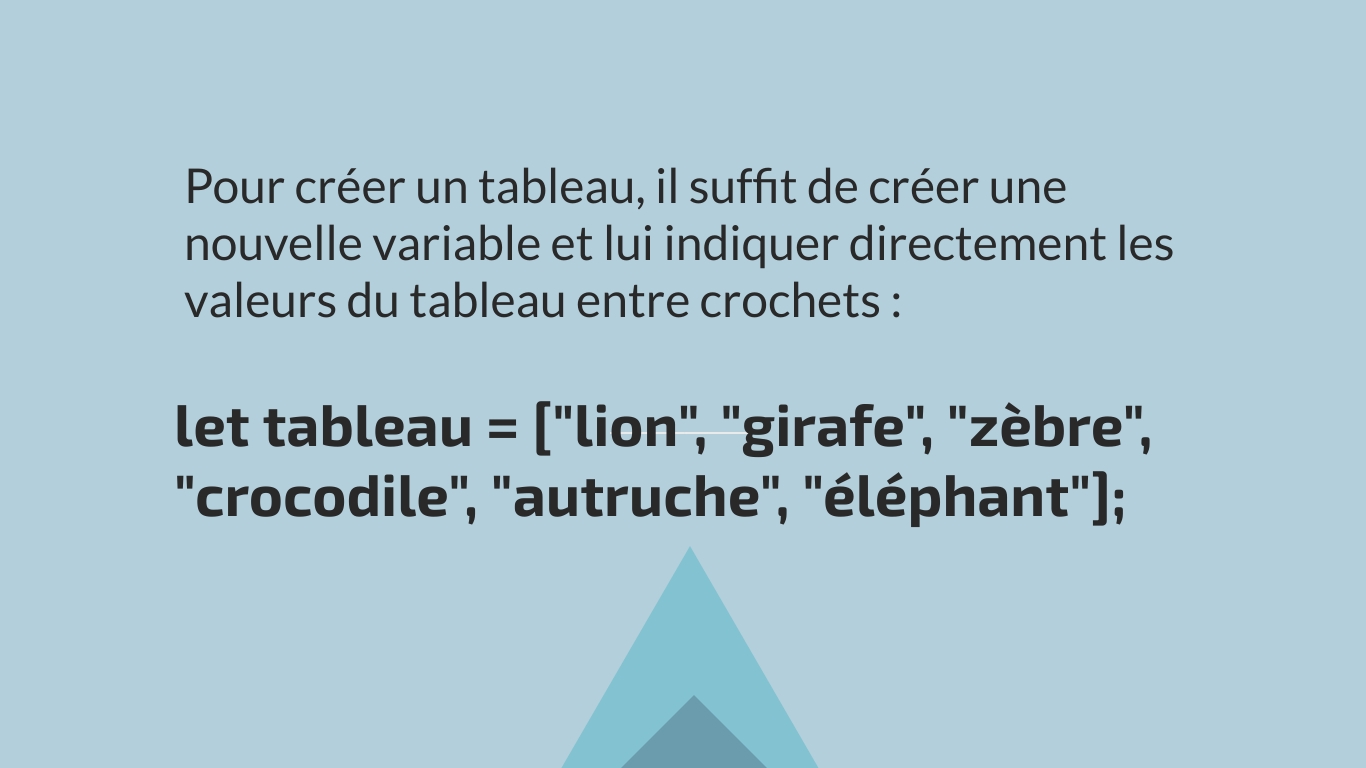 Pour créer un tableau, il suffit de créer une
nouvelle variable et lui indiquer directement les
valeurs du tableau entre crochets :
let tableau = ["lion", "girafe", "zèbre",
"crocodile", "autruche", "éléphant"];